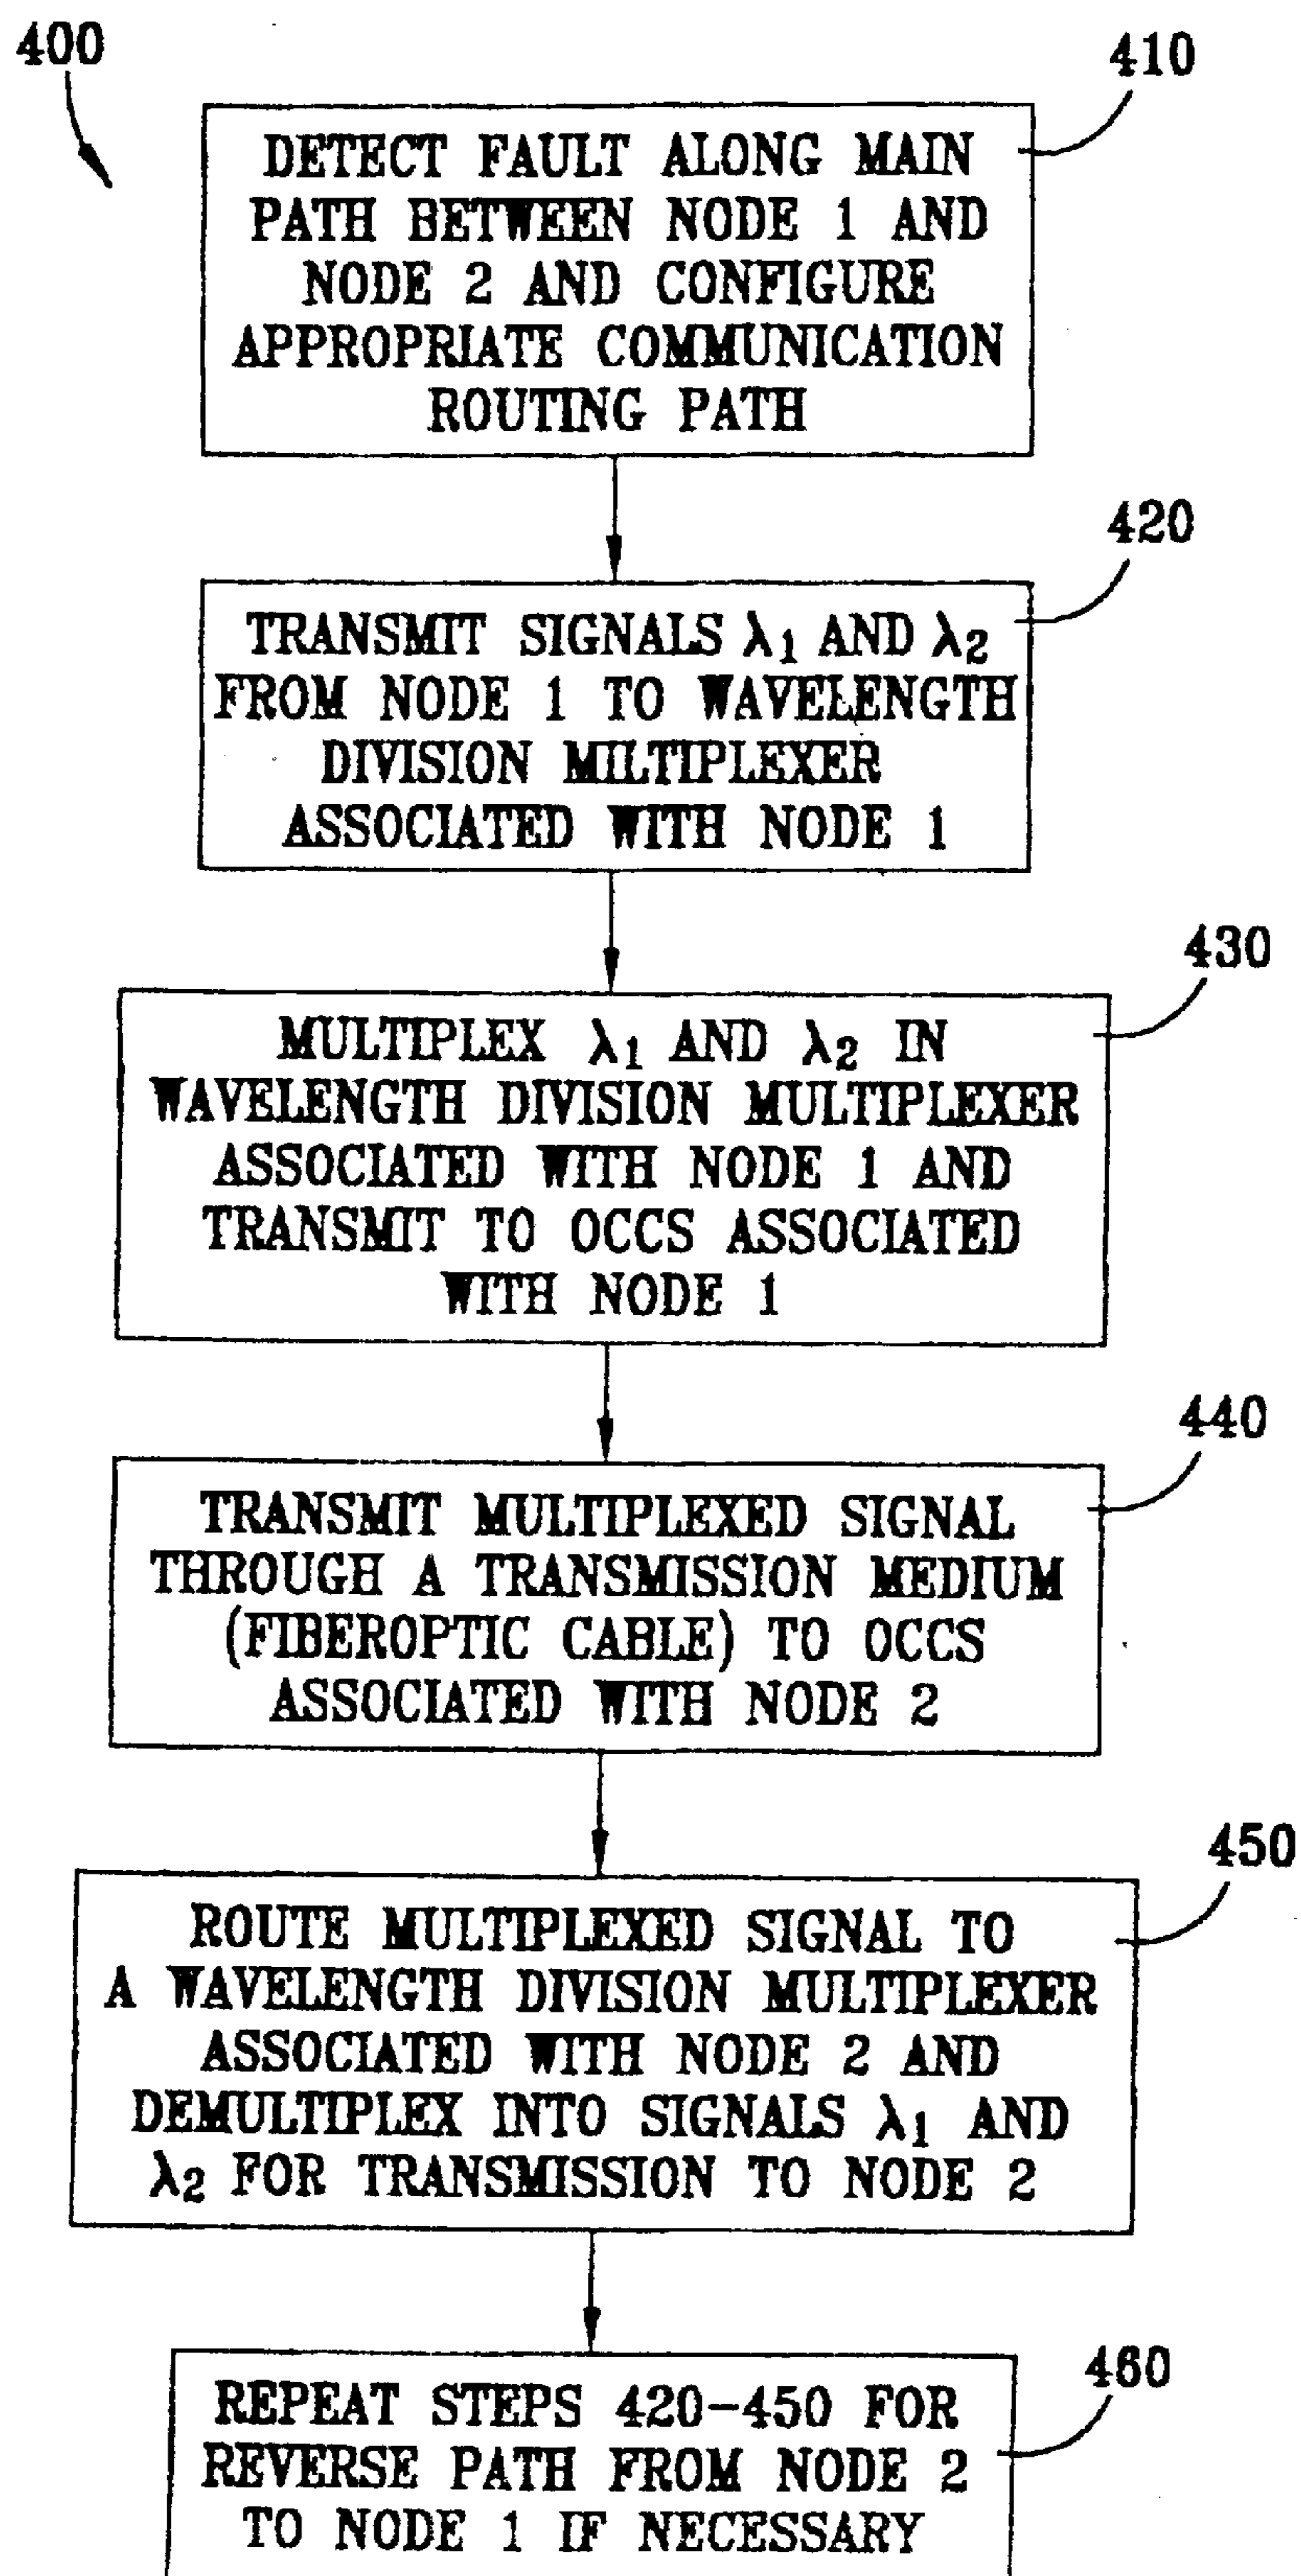 400
410
DETECT FAULT ALONG MAIN
PATH BETWEEN NODE 1 AND
NODE 2 AND CONFIGURE
APPROPRIATE COMMUNICATION
ROUTING PATH
420
TRANSMIT SIGNALS λ1 AND λ2
FROM NODE 1 TO WAVELENGTH
DIVISION MILTIPLEXER
ASSOCIATED WITH NODE 1
430
MULTIPLEX λ1 AND λ2 IN
WAVELENGTH DIVISION MULTIPLEXER
ASSOCIATED WITH NODE 1 AND
TRANSMIT TO OCCS ASSOCIATED
WITH NODE 1
440
TRANSMIT MULTIPLEXED SIGNAL
THROUGH A TRANSMISSION MEDIUM
(FIBEROPTIC CABLE) TO OCCS
ASSOCIATED WITH NODE 2
450
ROUTE MULTIPLEXED SIGNAL TO
A WAVELENGTH DIVISION MULTIPLEXER
ASSOCIATED WITH NODE 2 AND
DEMULTIPLEX INTO SIGNALS λ1 AND
λ2 FOR TRANSMISSION TO NODE 2
460
REPEAT STEPS 420-450 FOR
REVERSE PATH FROM NODE 2
TO NODE 1 IF NECESSARY